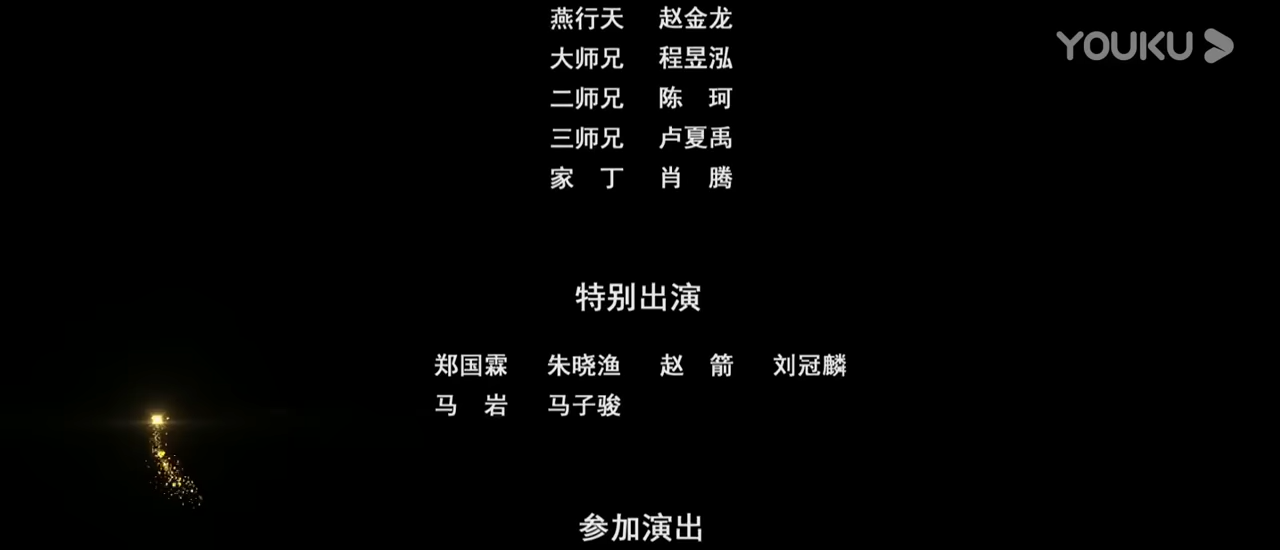 燕行天 赵金龙
YOUKU
大师兄 程昱泓
二师兄 陈 珂
三师兄 卢夏禹
家 丁 肖 腾
特别出演
郑国霖 朱晓渔 赵 箭 刘冠麟
马 岩 马子骏
参加演出